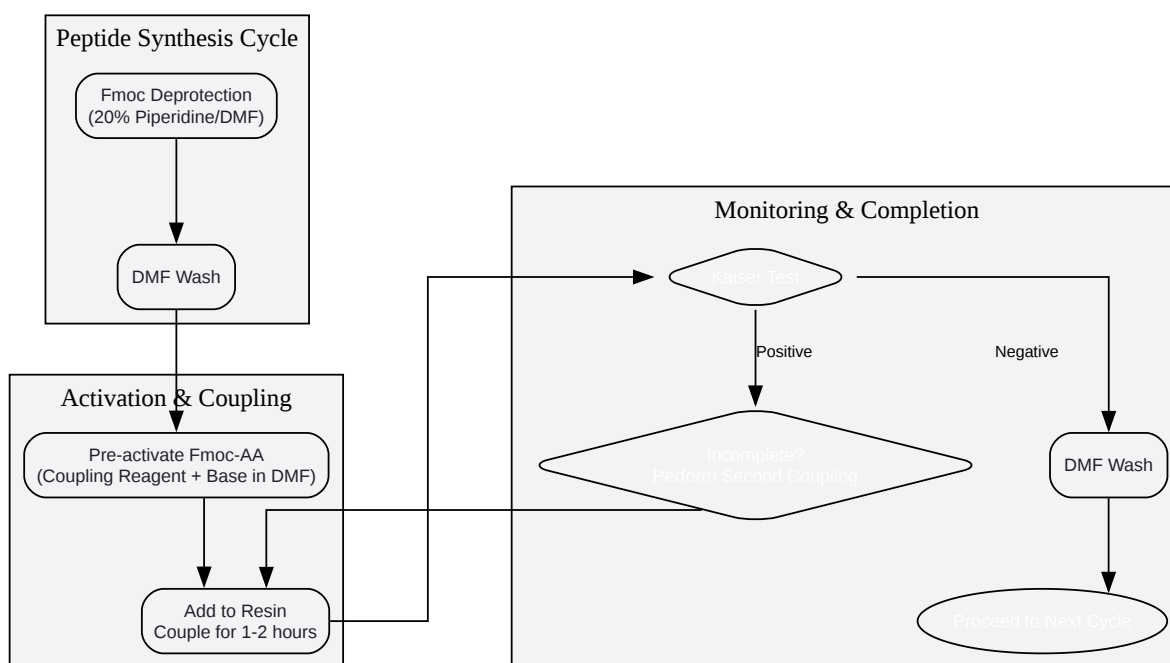 Peptide Synthesis Cycle
Fmoc Deprotection
(20% Piperidine/DMF)
DMF Wash
Activation & Coupling
Pre-activate Fmoc-AA
(Coupling Reagent + Base in DMF)
Add to Resin
Couple for 1-2 hours
Monitoring & Completion
Kaiser Test
Positive
Negative
Incomplete?
Perform Second Coupling
DMF Wash
Proceed to Next Cycle